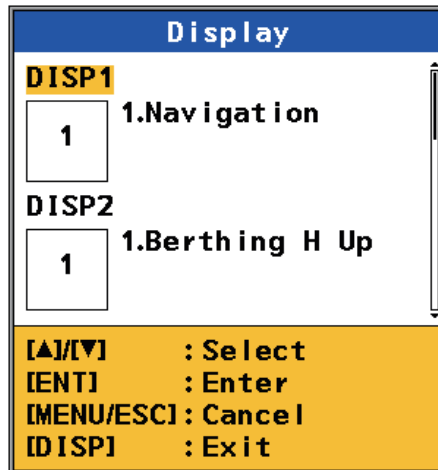 Display
DISP1
1
1.Navigation
DISP2
1
1.Berthing H Up
[▲]/[▼] :Select
[ENT] :Enter
[MENU/ESC]:Cancel
[DISP] :Exit